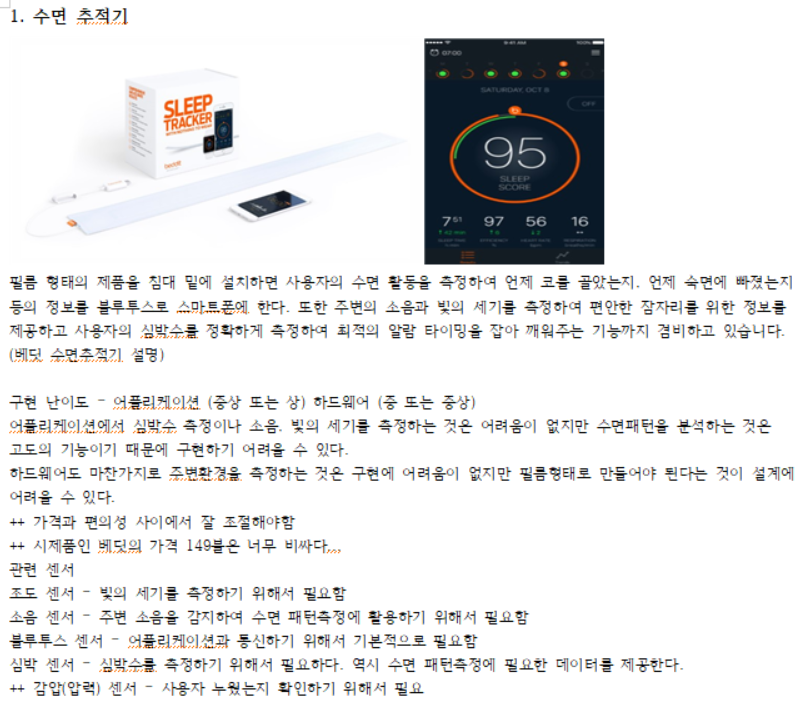 1. 수면 추적기
SLEEP
TRACKER
9:41 AM
100%
07:00
SATURDAY, OCT 8
OFF
95
SLEEP
SCORE
7 51 97 56 16
필름 형태의 제품을 침대 밑에 설치하면 사용자의 수면 활동을 측정하여 언제 코를 골았는지, 언제 숙면에 빠졌는지
등의 정보를 블루투스로 스마트폰에 한다. 또한 주변의 소음과 빛의 세기를 측정하여 편안한 잠자리를 위한 정보를
제공하고 사용자의 심박수를 정확하게 측정하여 최적의 알람 타이밍을 잡아 깨워주는 기능까지 겸비하고 있습니다.
(베딧 수면추적기 설명)
구현 난이도 - 어플리케이션 (중상 또는 상) 하드웨어 (중 또는 중상)
어플리케이션에서 심박수 측정이나 소음, 빛의 세기를 측정하는 것은 어려움이 없지만 수면패턴을 분석하는 것은
고도의 기능이기 때문에 구현하기 어려울 수 있다.
하드웨어도 마찬가지로 주변환경을 측정하는 것은 구현에 어려움이 없지만 필름형태로 만들어야 된다는 것이 설계에
어려울 수 있다.
++ 가격과 편의성 사이에서 잘 조절해야함
++ 시제품인 베딧의 가격 149불은 너무 비싸다...
관련 센서
조도 센서 - 빛의 세기를 측정하기 위해서 필요함
소음 센서 - 주변 소음을 감지하여 수면 패턴측정에 활용하기 위해서 필요함
블루투스 센서 - 어플리케이션과 통신하기 위해서 기본적으로 필요함
심박 센서 - 심박수를 측정하기 위해서 필요하다. 역시 수면 패턴측정에 필요한 데이터를 제공한다.
++ 감압(압력) 센서 - 사용자 누웠는지 확인하기 위해서 필요